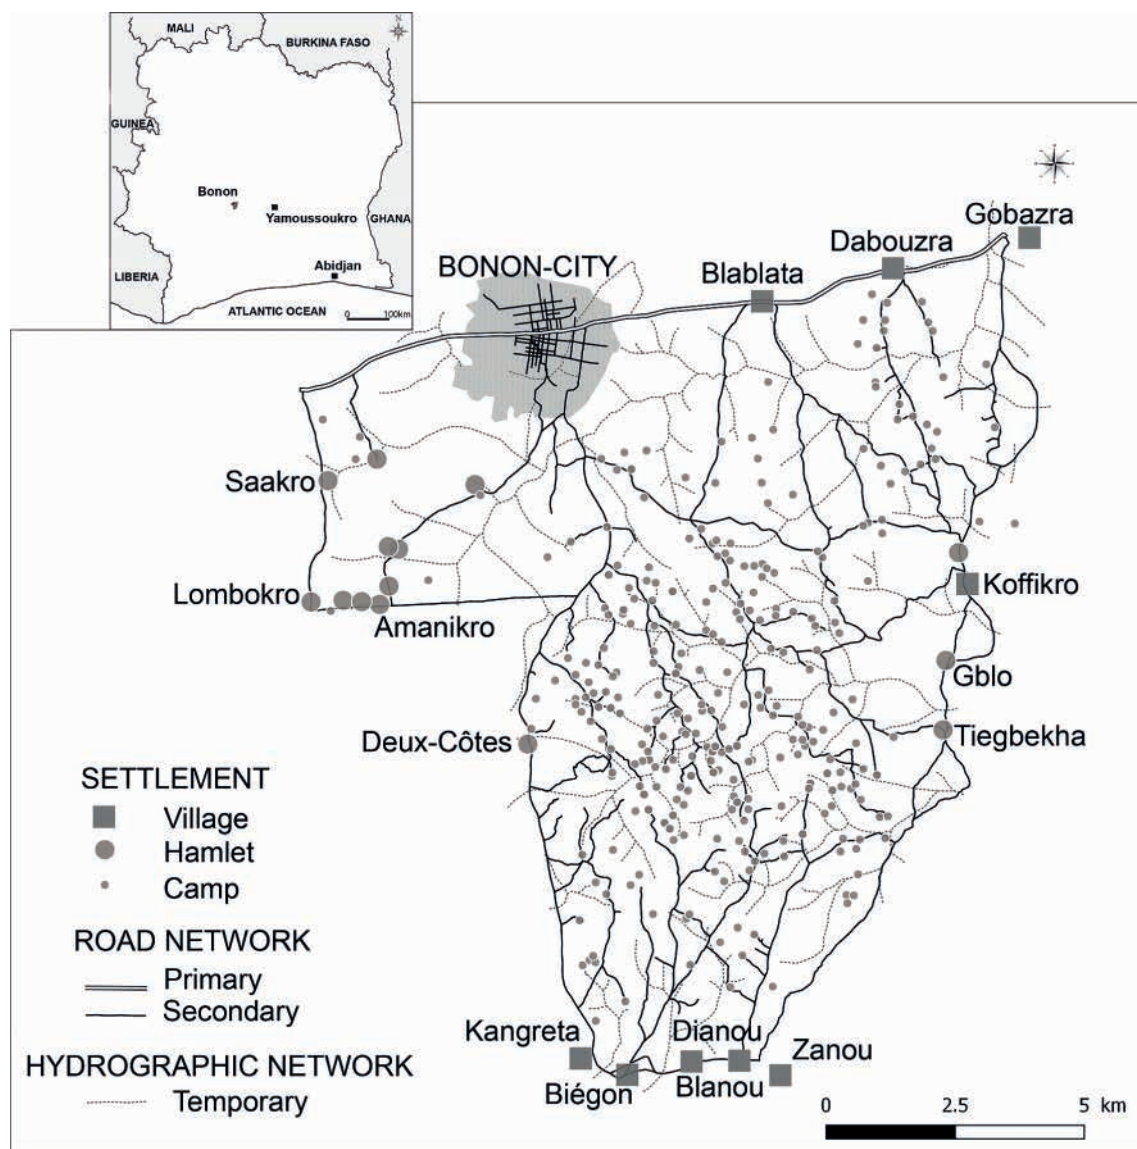 MALI
N
BURKINA FASO
GUINEA
Bonon
Yamoussoukro
GHANA
LIBERIA
Abidjan
ATLANTIC OCEAN
0 100km
Gobazra
Dabouzra
Blablata
BONON-CITY
Saakro
Lombokro
Amanikro
Koffikro
Gblo
Tiegbekha
Deux-Côtes
SETTLEMENT
Village
Hamlet
Camp
ROAD NETWORK
Primary
Secondary
HYDROGRAPHIC NETWORK
Temporary
Kangreta
Dianou
Zanou
Biégon
Blanou
0 2.5 5 km